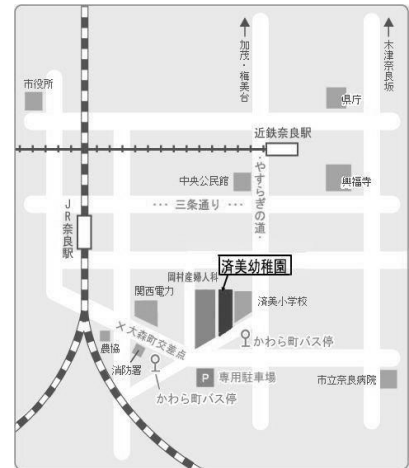 加茂・梅美台
木津奈良坂
市役所
県庁
近鉄奈良駅
中央公民館
やすらぎの道
興福寺
三条通り
JR奈良駅
済美幼稚園
岡村産婦人科
関西電力
済美小学校
大森町交差点
かわら町バス停
農協
消防署
P 専用駐車場
かわら町バス停
市立奈良病院